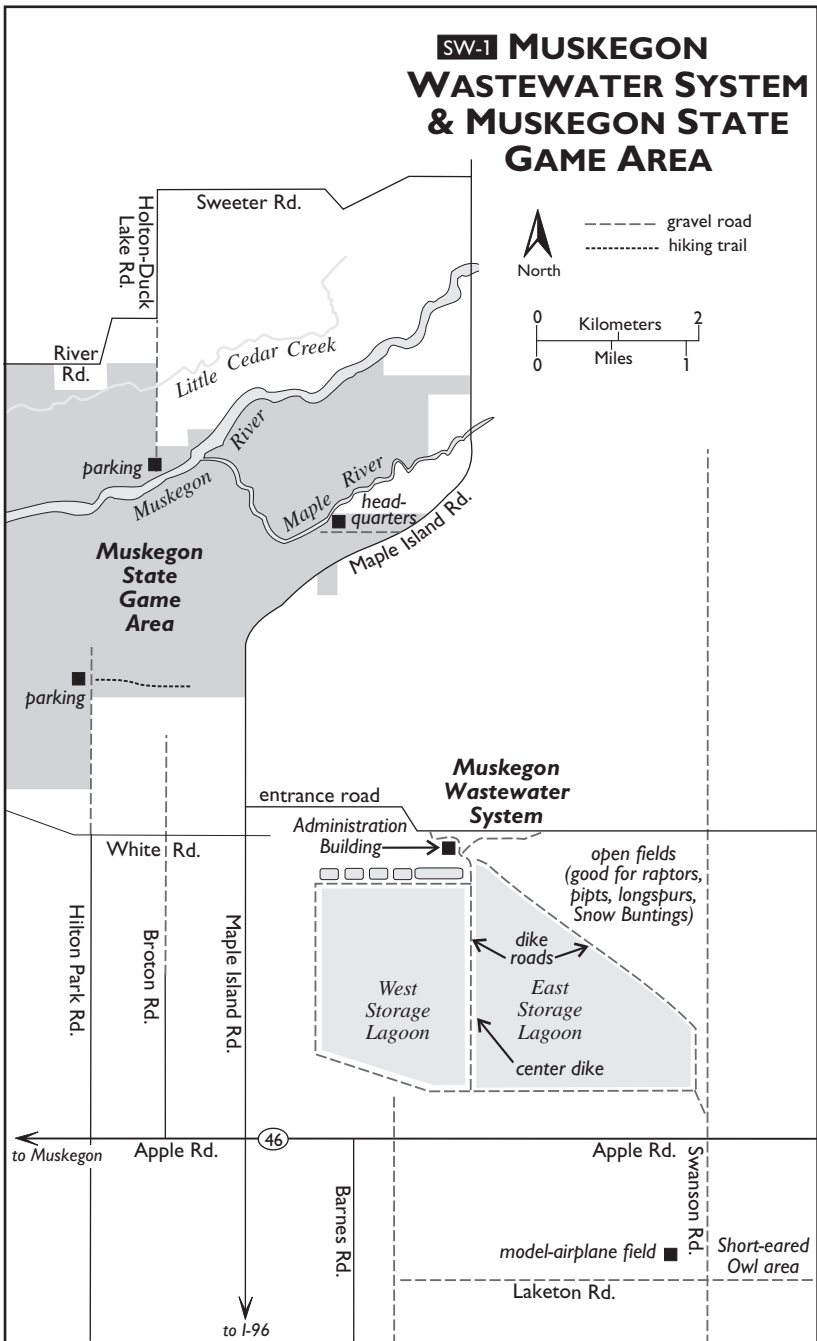 SW-1 MUSKEGON
WASTEWATER SYSTEM
& MUSKEGON STATE
GAME AREA
Holton-Duck
Lake Rd.
Sweeter Rd.
North
gravel road
hiking trail
0 2
Kilometers
Miles
0 1
River
Rd.
Little Cedar Creek
parking
Muskegon
River
Maple River
head-
quarters
Maple Island Rd.
Muskegon
State
Game
Area
parking
entrance road
Muskegon
Wastewater
System
Administration
Building
White Rd.
open fields
(good for raptors,
pipts, longspurs,
Snow Buntings)
Hilton Park Rd.
Broton Rd.
Maple Island Rd.
dike
roads
West
Storage
Lagoon
East
Storage
Lagoon
center dike
46
to Muskegon
Apple Rd.
Apple Rd.
Barnes Rd.
Swanson Rd.
model-airplane field
Short-eared
Owl area
Laketon Rd.
to I-96